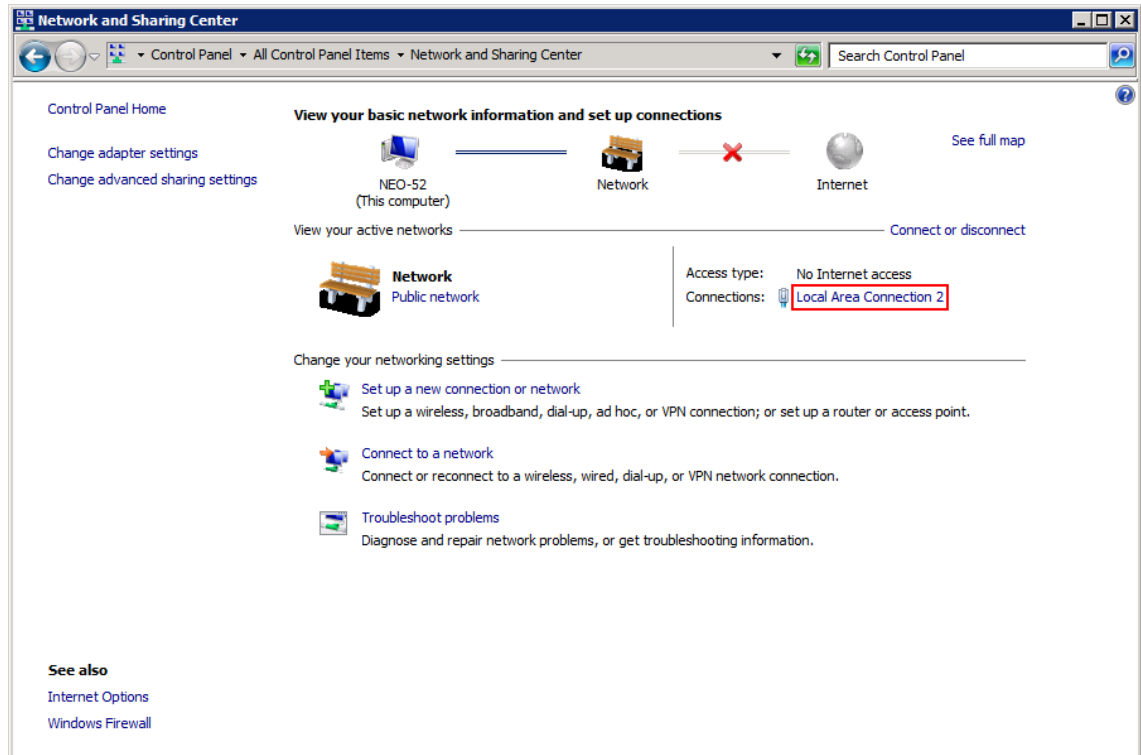 Network and Sharing Center
Control Panel All Control Panel Items Network and Sharing Center
Search Control Panel
Control Panel Home
Change adapter settings
Change advanced sharing settings
View your basic network information and set up connections
See full map
NEO-52
(This computer)
Network
Internet
View your active networks
Connect or disconnect
Network
Public network
Access type: No Internet access
Connections: Local Area Connection 2
Change your networking settings
Set up a new connection or network
Set up a wireless, broadband, dial-up, ad hoc, or VPN connection; or set up a router or access point.
Connect to a network
Connect or reconnect to a wireless, wired, dial-up, or VPN network connection.
Troubleshoot problems
Diagnose and repair network problems, or get troubleshooting information.
See also
Internet Options
Windows Firewall